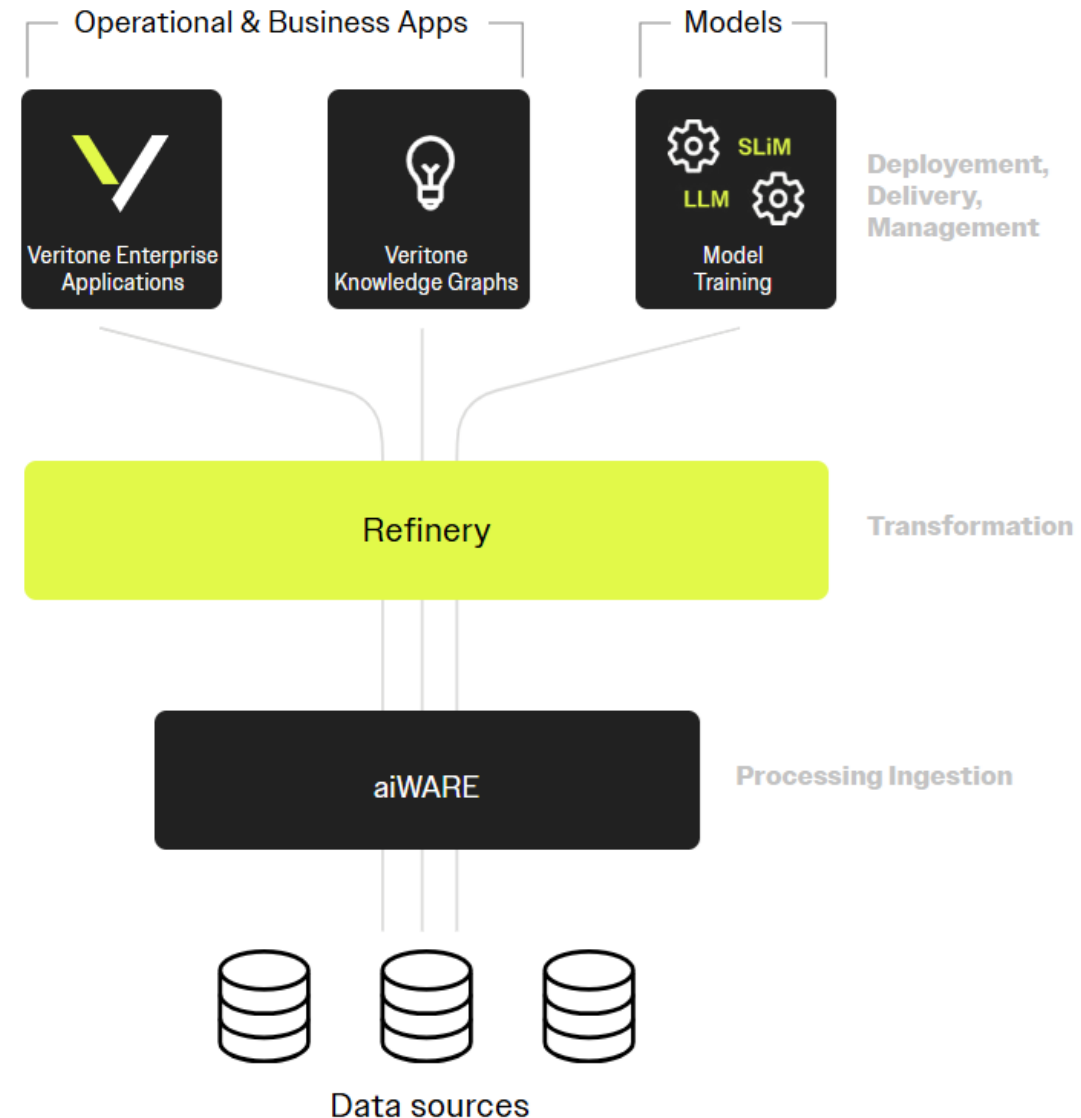 Operational & Business Apps
Models
Veritone Enterprise
Applications
Veritone
Knowledge Graphs
SLiM
LLM
Model
Training
Deployement,
Delivery,
Management
Refinery
Transformation
aiWARE
Processing Ingestion
Data sources